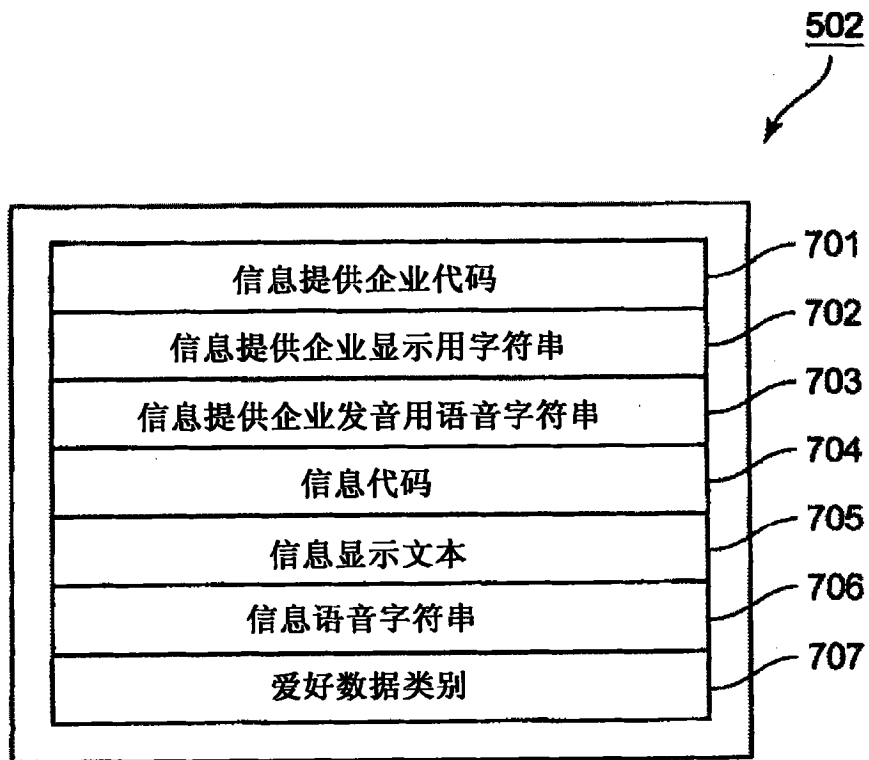 502
信息提供企业代码 701
信息提供企业显示用字符串 702
信息提供企业发音用语音字符串 703
信息代码 704
信息显示文本 705
信息语音字符串 706
爱好数据类别 707